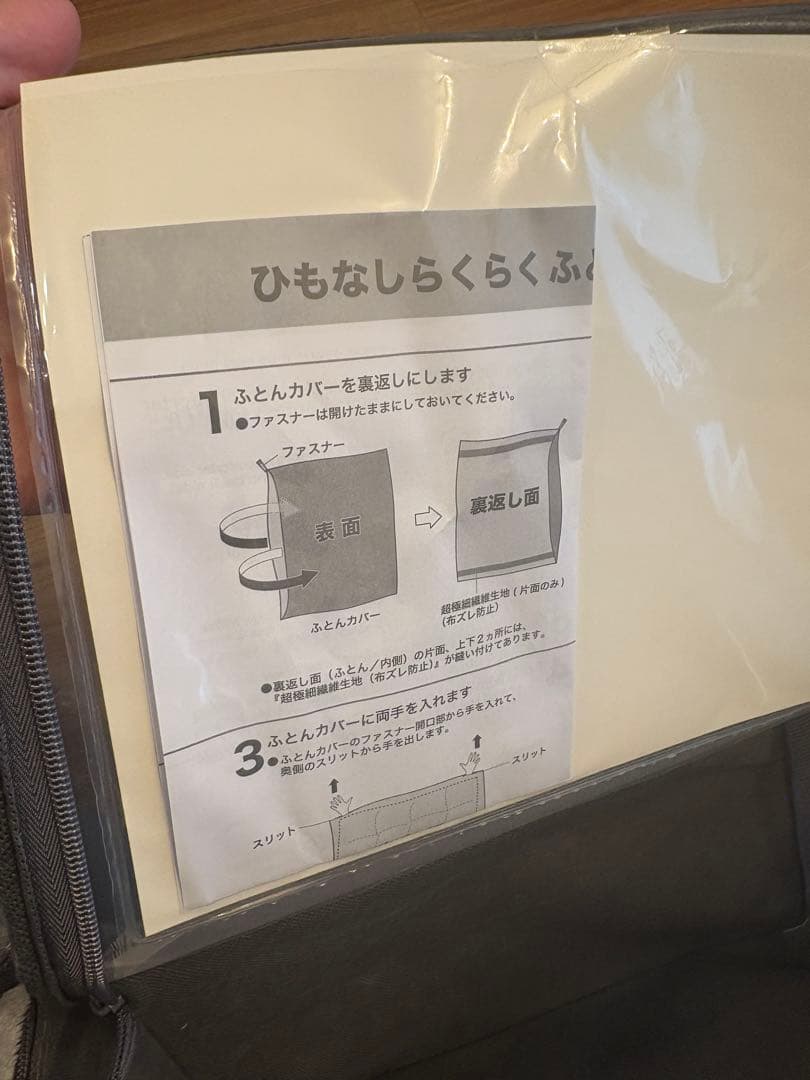 ひもなしらくらくふと
1 ふとんカバーを裏返しにします
●ファスナーは開けたままにしておいてください。
ファスナー
表面
ふとんカバー
裏返し面
超極細繊維生地(片面のみ)
(布ズレ防止)
●裏返し面(ふとん/内側)の片面、上下2ヵ所には、
『超極細繊維生地(布ズレ防止)』が縫い付けてあります。
3 ふとんカバーに両手を入れます
●ふとんカバーのファスナー開口部から手を入れて、
奥側のスリットから手を出します。
スリット
スリット